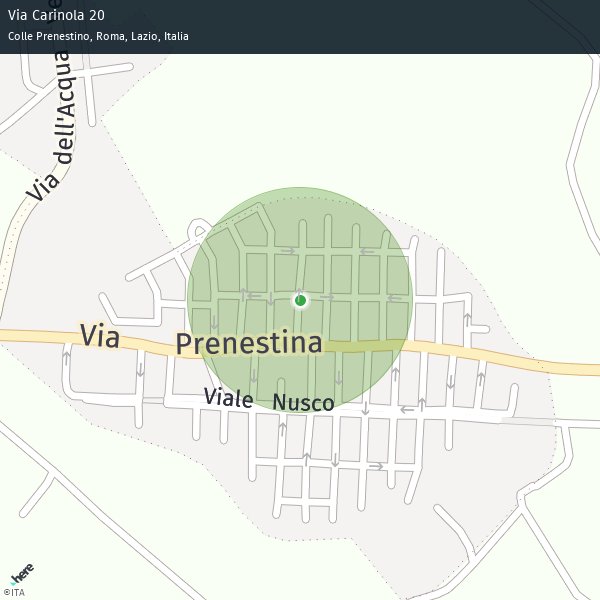 Via Carinola 20
Colle Prenestino, Roma, Lazio, Italia
Via dell'Acqua
Via
Prenestina
Viale Nusco
here
©ITA